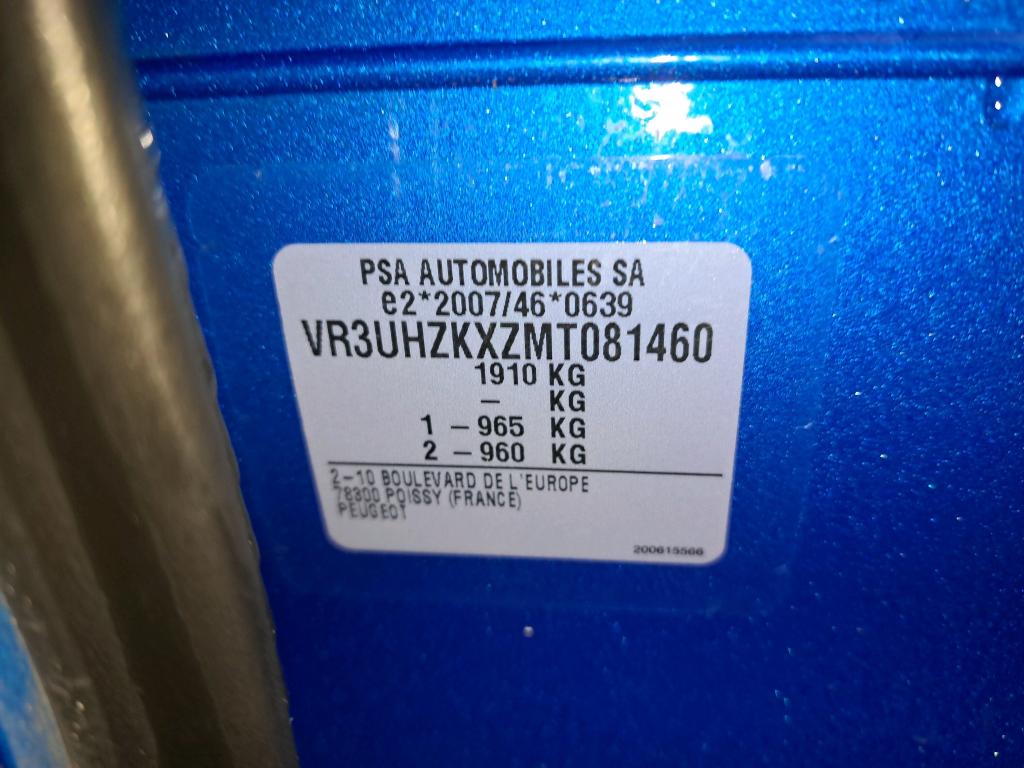 PSA AUTOMOBILES SA
e2*2007/46*0639
VR3UHZKXZMT081460
1910 KG
– KG
1 – 965 KG
2 – 960 KG
2–10 BOULEVARD DE L'EUROPE
78300 POISSY (FRANCE)
PEUGEOT
200615566